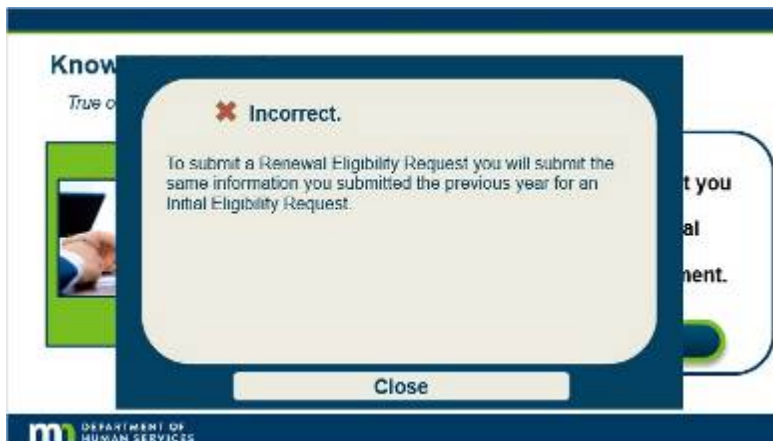 Know
True o
✖ Incorrect.
To submit a Renewal Eligibility Request you will submit the
same information you submitted the previous year for an
Initial Eligibility Request.
t you
al
ment.
Close
DEPARTMENT OF
HUMAN SERVICES